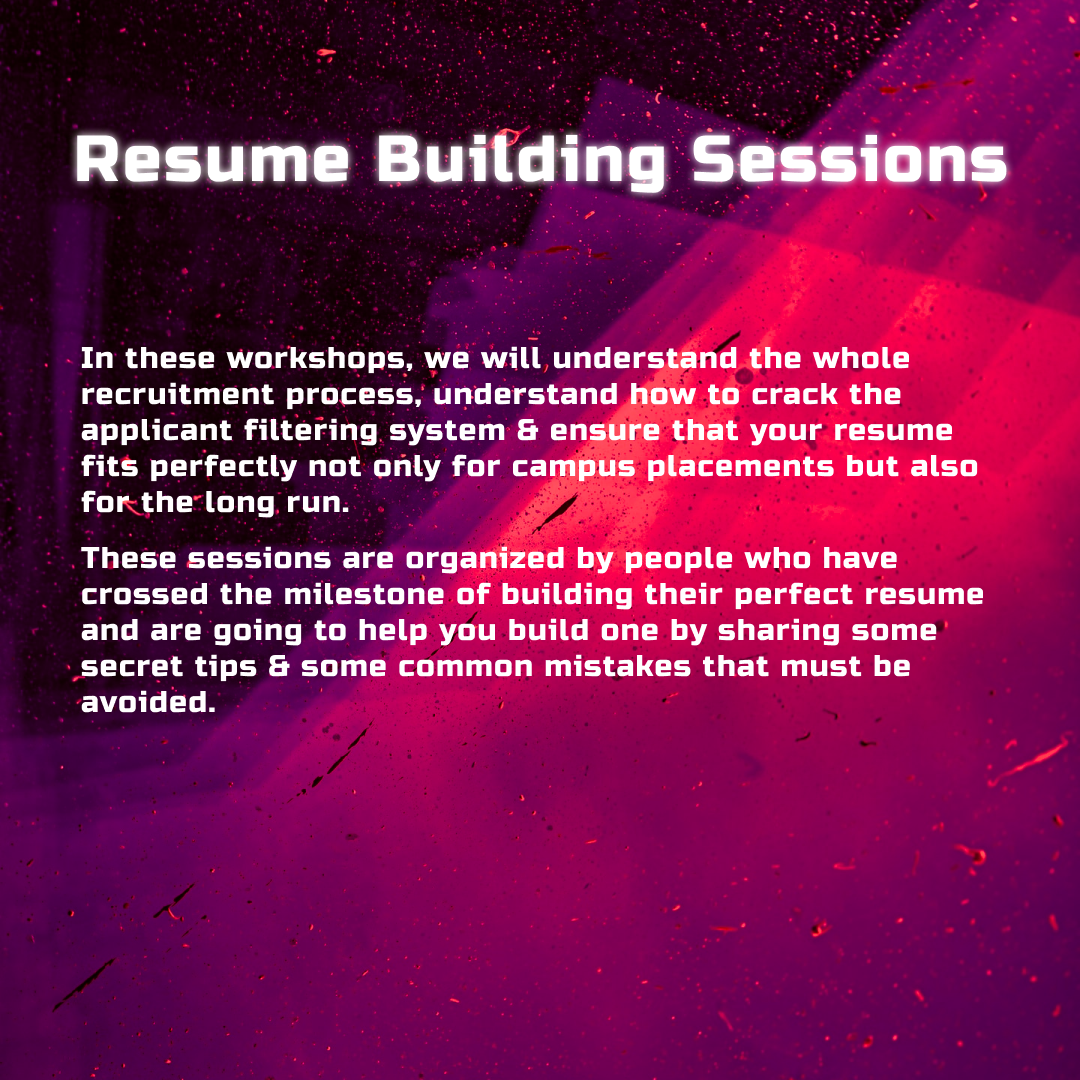 Resume Building Sessions
In these workshops, we will understand the whole
recruitment process, understand how to crack the
applicant filtering system & ensure that your resume
fits perfectly not only for campus placements but also
for the long run.
These sessions are organized by people who have
crossed the milestone of building their perfect resume
and are going to help you build one by sharing some
secret tips & some common mistakes that must be
avoided.